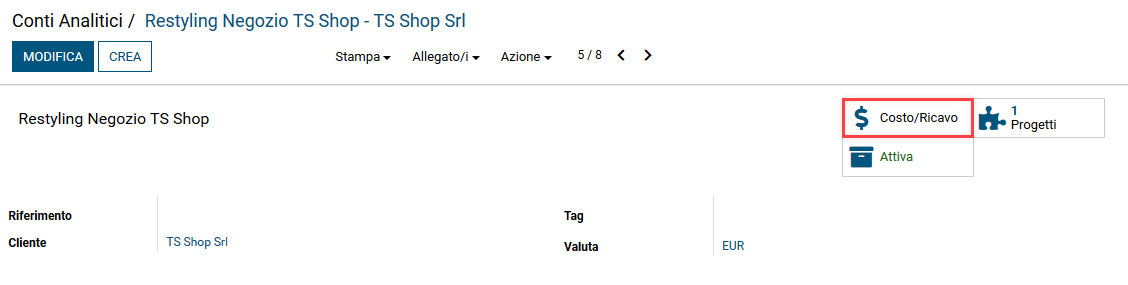 Conti Analitici / Restyling Negozio TS Shop - TS Shop Srl
MODIFICA CREA Stampa Allegato/i Azione 5 / 8
Restyling Negozio TS Shop
Costo/Ricavo
1
Progetti
Attiva
Riferimento
Cliente TS Shop Srl
Tag
Valuta EUR